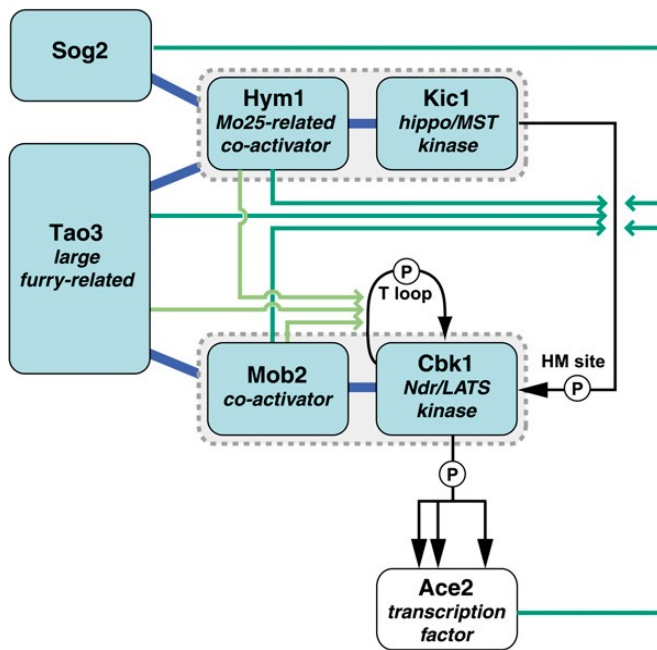 Sog2
Hym1
Mo25-related
co-activator
Kic1
hippo/MST
kinase
Tao3
large
furry-related
P
T loop
Mob2
co-activator
Cbk1
Ndr/LATS
kinase
HM site
P
P
Ace2
transcription
factor